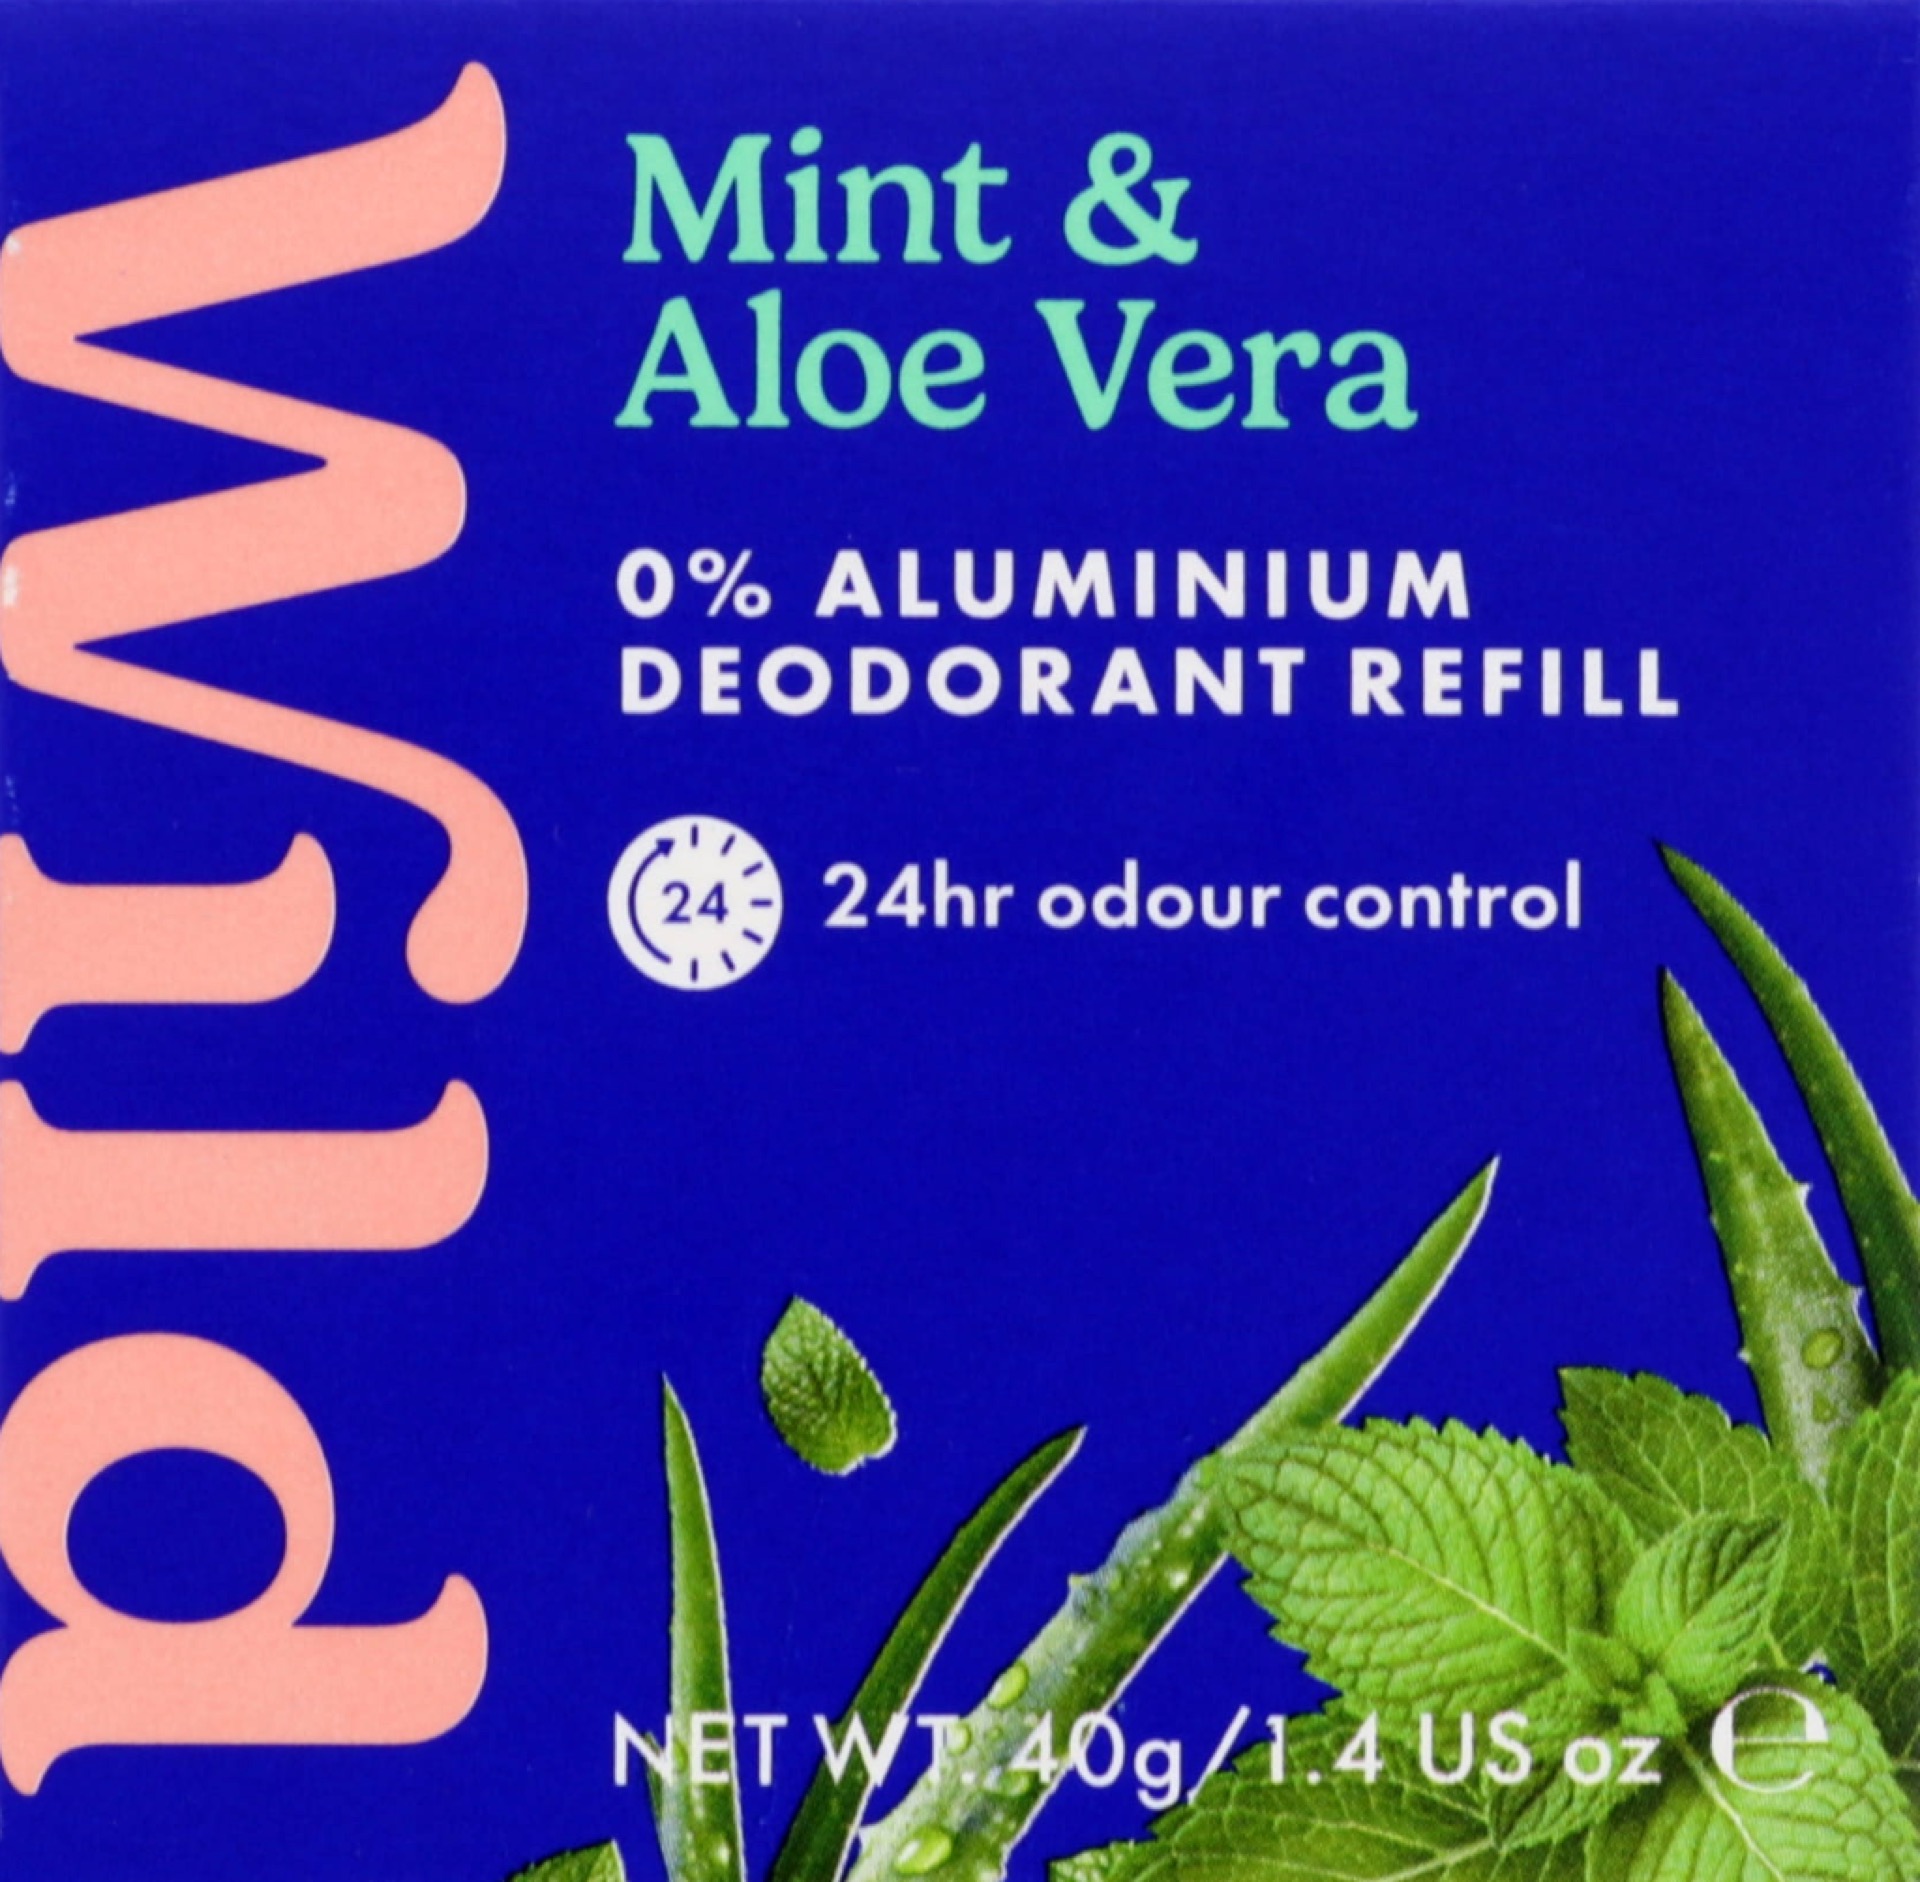 Wild
Mint &
Aloe Vera
0% ALUMINIUM
DEODORANT REFILL
24
24hr odour control
NET WT. 40g/1.4 US oz ℮